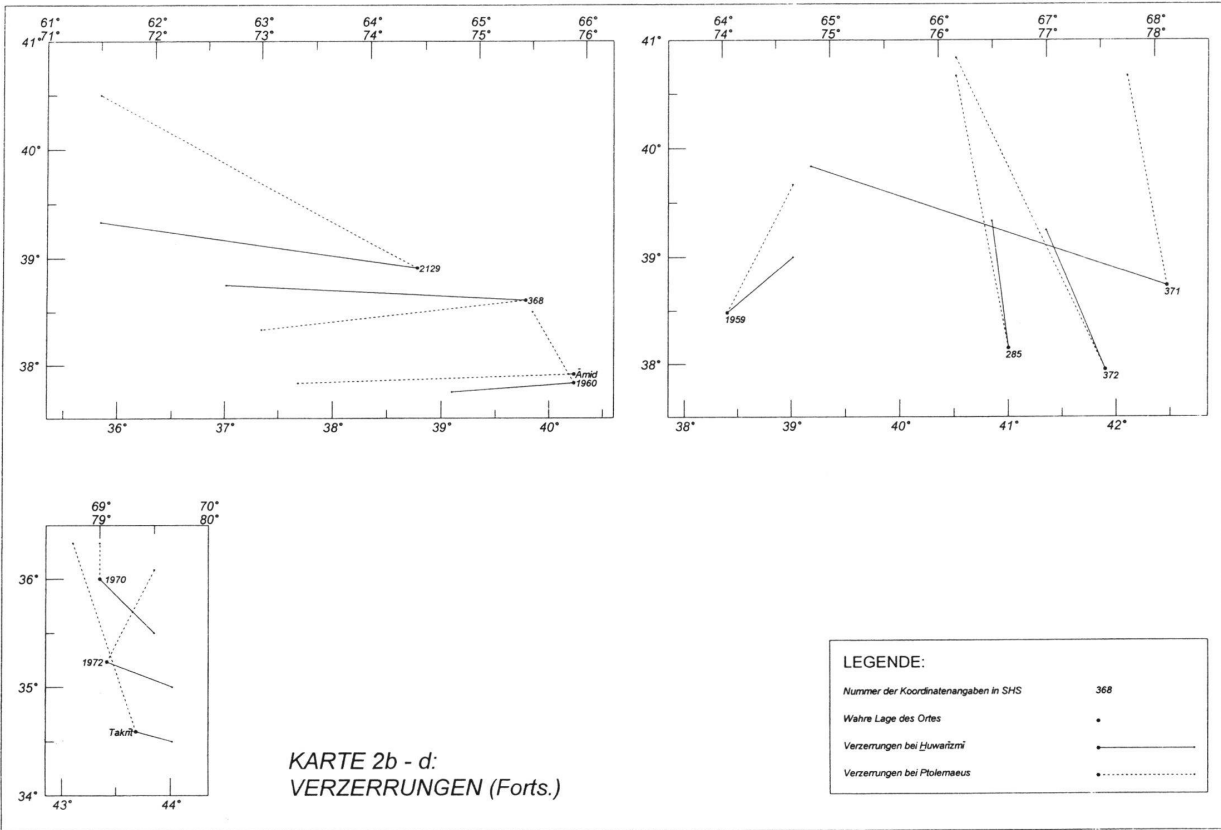 61° 62° 63° 64° 65° 66°
71° 72° 73° 74° 75° 76°
41°
40°
39°
38°
2129
368
Āmid
1960
36° 37° 38° 39° 40°
64° 65° 66° 67° 68°
74° 75° 76° 77° 78°
41°
40°
39°
38°
371
1959
285
372
38° 39° 40° 41° 42°
69° 70°
79° 80°
36°
35°
34°
1970
1972
Takrīt
43° 44°
KARTE 2b - d:
VERZERRUNGEN (Forts.)
LEGENDE:
Nummer der Koordinatenangaben in SHS 368
Wahre Lage des Ortes
Verzerrungen bei Ḫuwārizmī
Verzerrungen bei Ptolemaeus